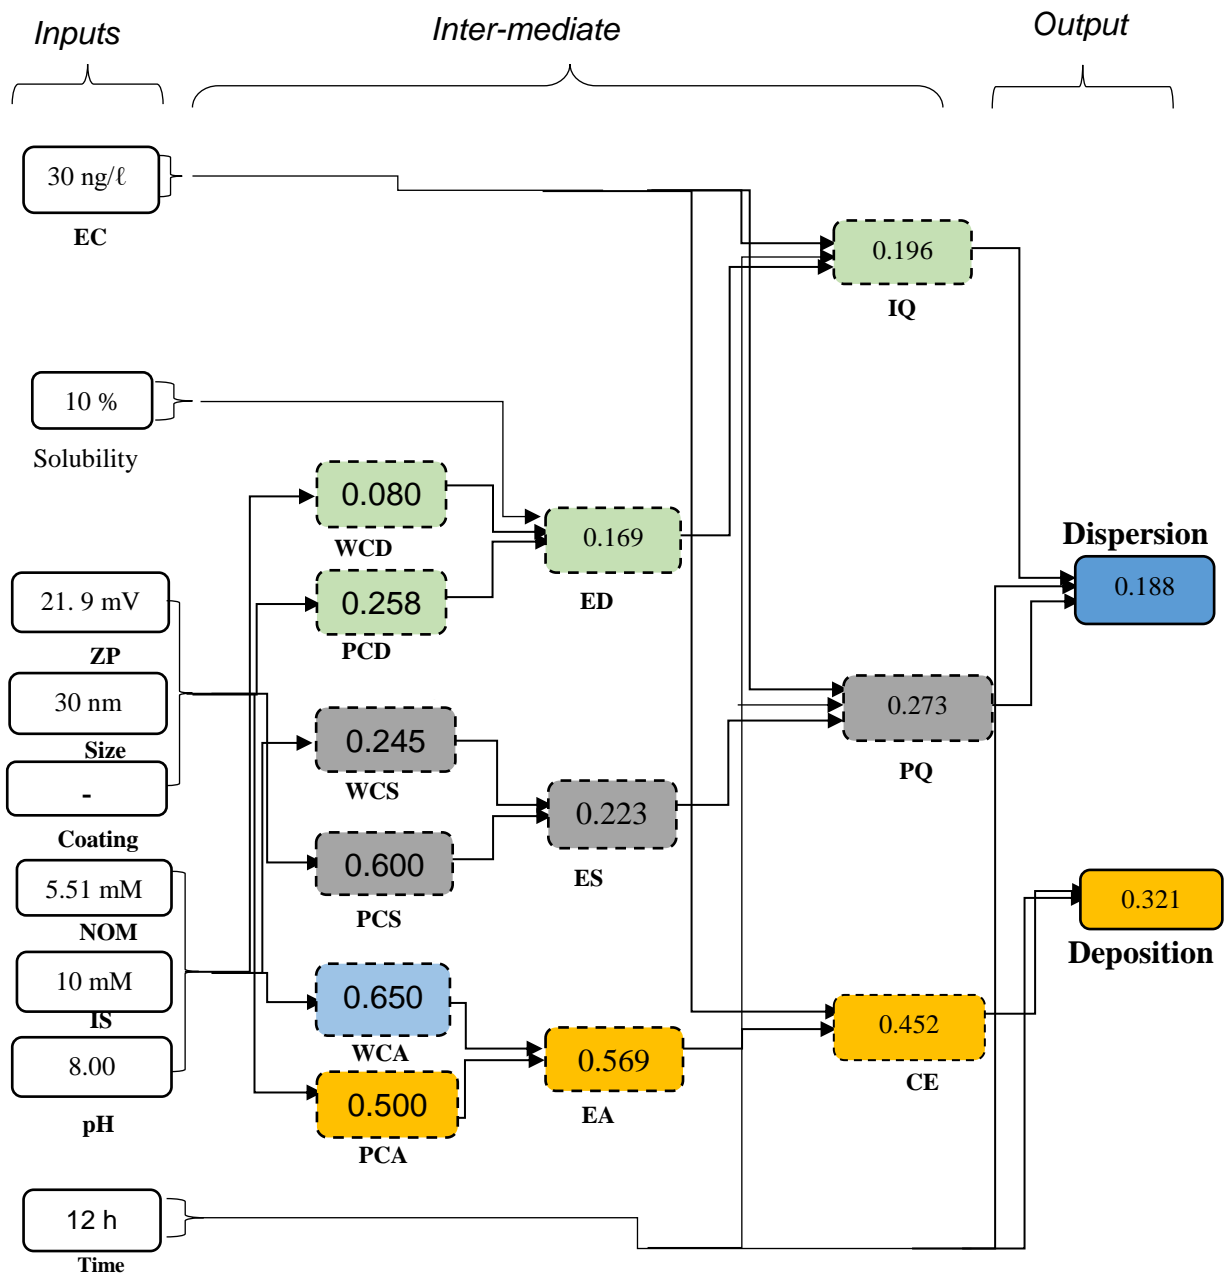 Inputs
Inter-mediate
Output
30 ng/ℓ
EC
0.196
IQ
10 %
Solubility
0.080
WCD
0.169
ED
0.258
PCD
Dispersion
0.188
21. 9 mV
ZP
30 nm
Size
-
Coating
0.245
WCS
0.600
PCS
0.223
ES
0.273
PQ
5.51 mM
NOM
10 mM
IS
8.00
pH
0.650
WCA
0.500
PCA
0.569
EA
0.452
CE
0.321
Deposition
12 h
Time